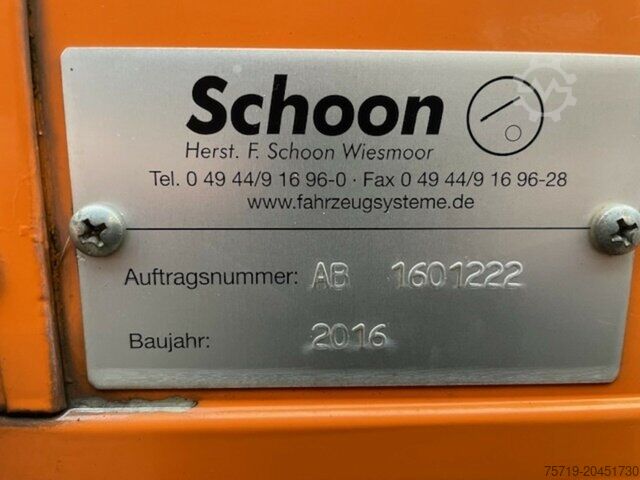 Schoon
Herst. F. Schoon Wiesmoor
Tel. 0 49 44/9 16 96-0 · Fax 0 49 44/9 16 96-28
www.fahrzeugsysteme.de
Auftragsnummer: AB 1601222
Baujahr: 2016
75719-20451730